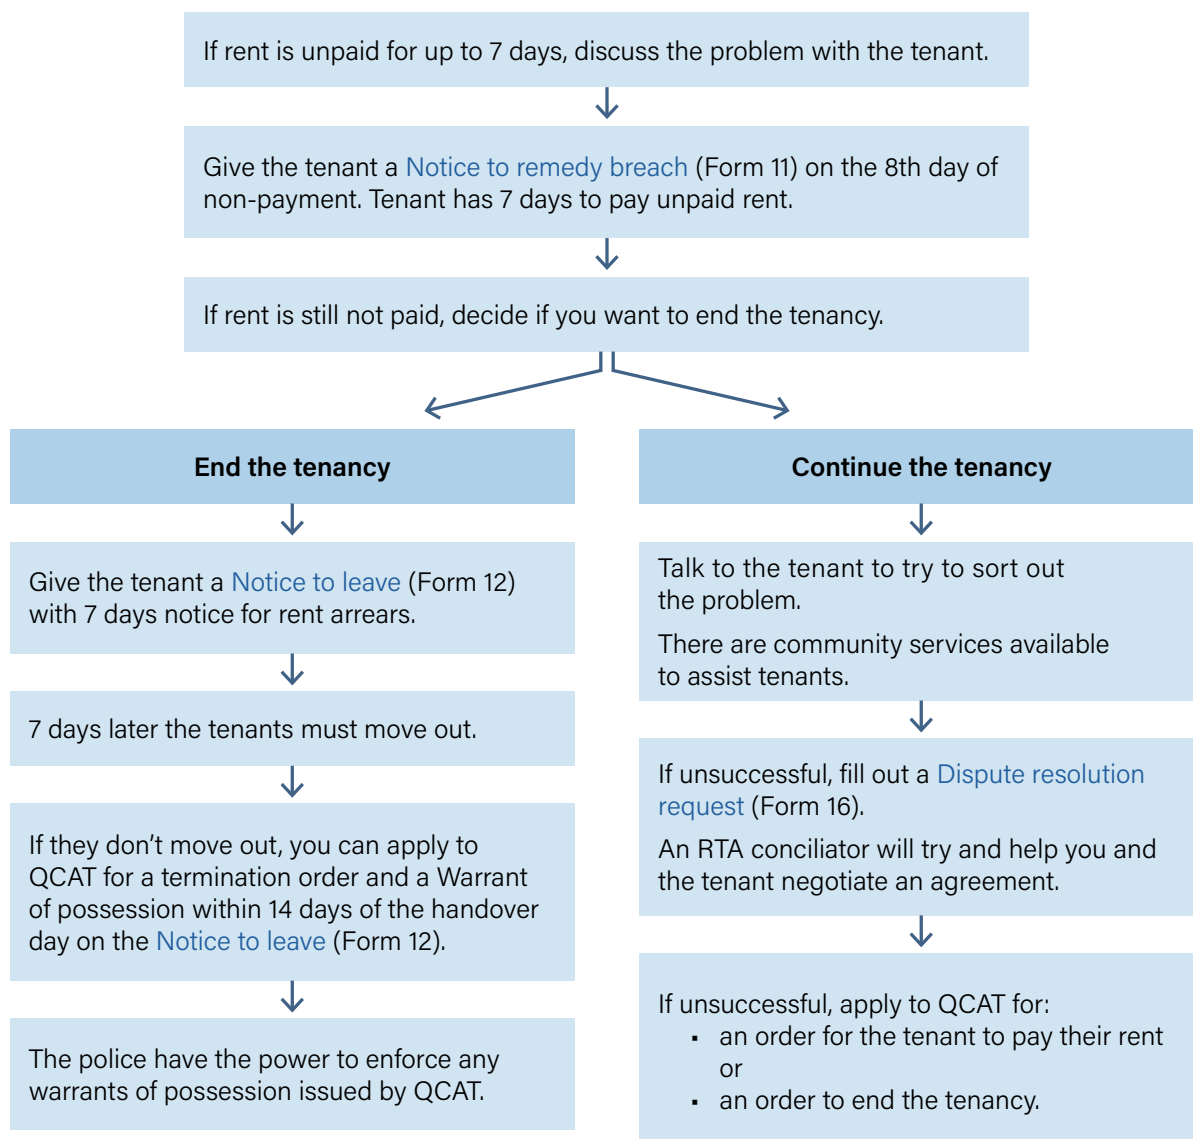 If rent is unpaid for up to 7 days, discuss the problem with the tenant.
Give the tenant a Notice to remedy breach (Form 11) on the 8th day of
non-payment. Tenant has 7 days to pay unpaid rent.
If rent is still not paid, decide if you want to end the tenancy.
End the tenancy
Give the tenant a Notice to leave (Form 12)
with 7 days notice for rent arrears.
7 days later the tenants must move out.
If they don’t move out, you can apply to
QCAT for a termination order and a Warrant
of possession within 14 days of the handover
day on the Notice to leave (Form 12).
The police have the power to enforce any
warrants of possession issued by QCAT.
Continue the tenancy
Talk to the tenant to try to sort out
the problem.
There are community services available
to assist tenants.
If unsuccessful, fill out a Dispute resolution
request (Form 16).
An RTA conciliator will try and help you and
the tenant negotiate an agreement.
If unsuccessful, apply to QCAT for:
▪ an order for the tenant to pay their rent
or
▪ an order to end the tenancy.